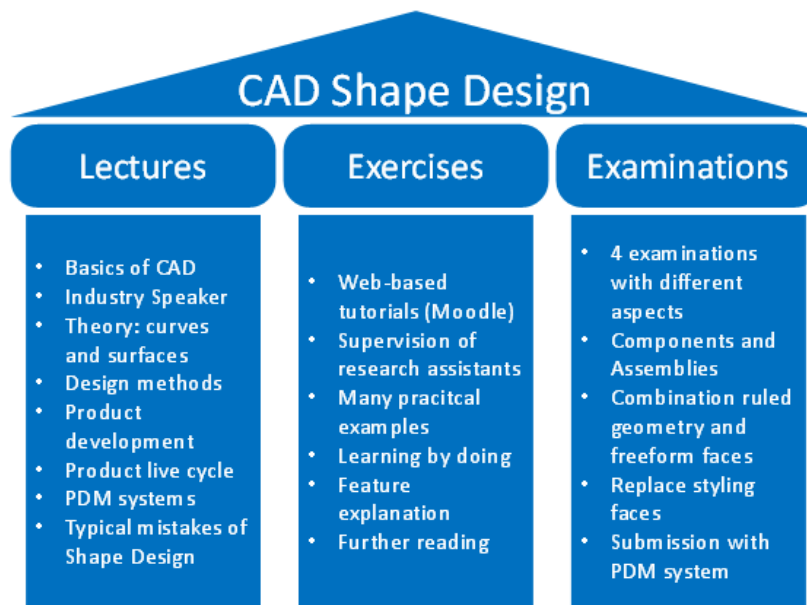 CAD Shape Design
Lectures
• Basics of CAD
• Industry Speaker
• Theory: curves
and surfaces
• Design methods
• Product
development
• Product live cycle
• PDM systems
• Typical mistakes of
Shape Design
Exercises
• Web-based
tutorials (Moodle)
• Supervision of
research assistants
• Many pracitcal
examples
• Learning by doing
• Feature
explanation
• Further reading
Examinations
• 4 examinations
with different
aspects
• Components and
Assemblies
• Combination ruled
geometry and
freeform faces
• Replace styling
faces
• Submission with
PDM system